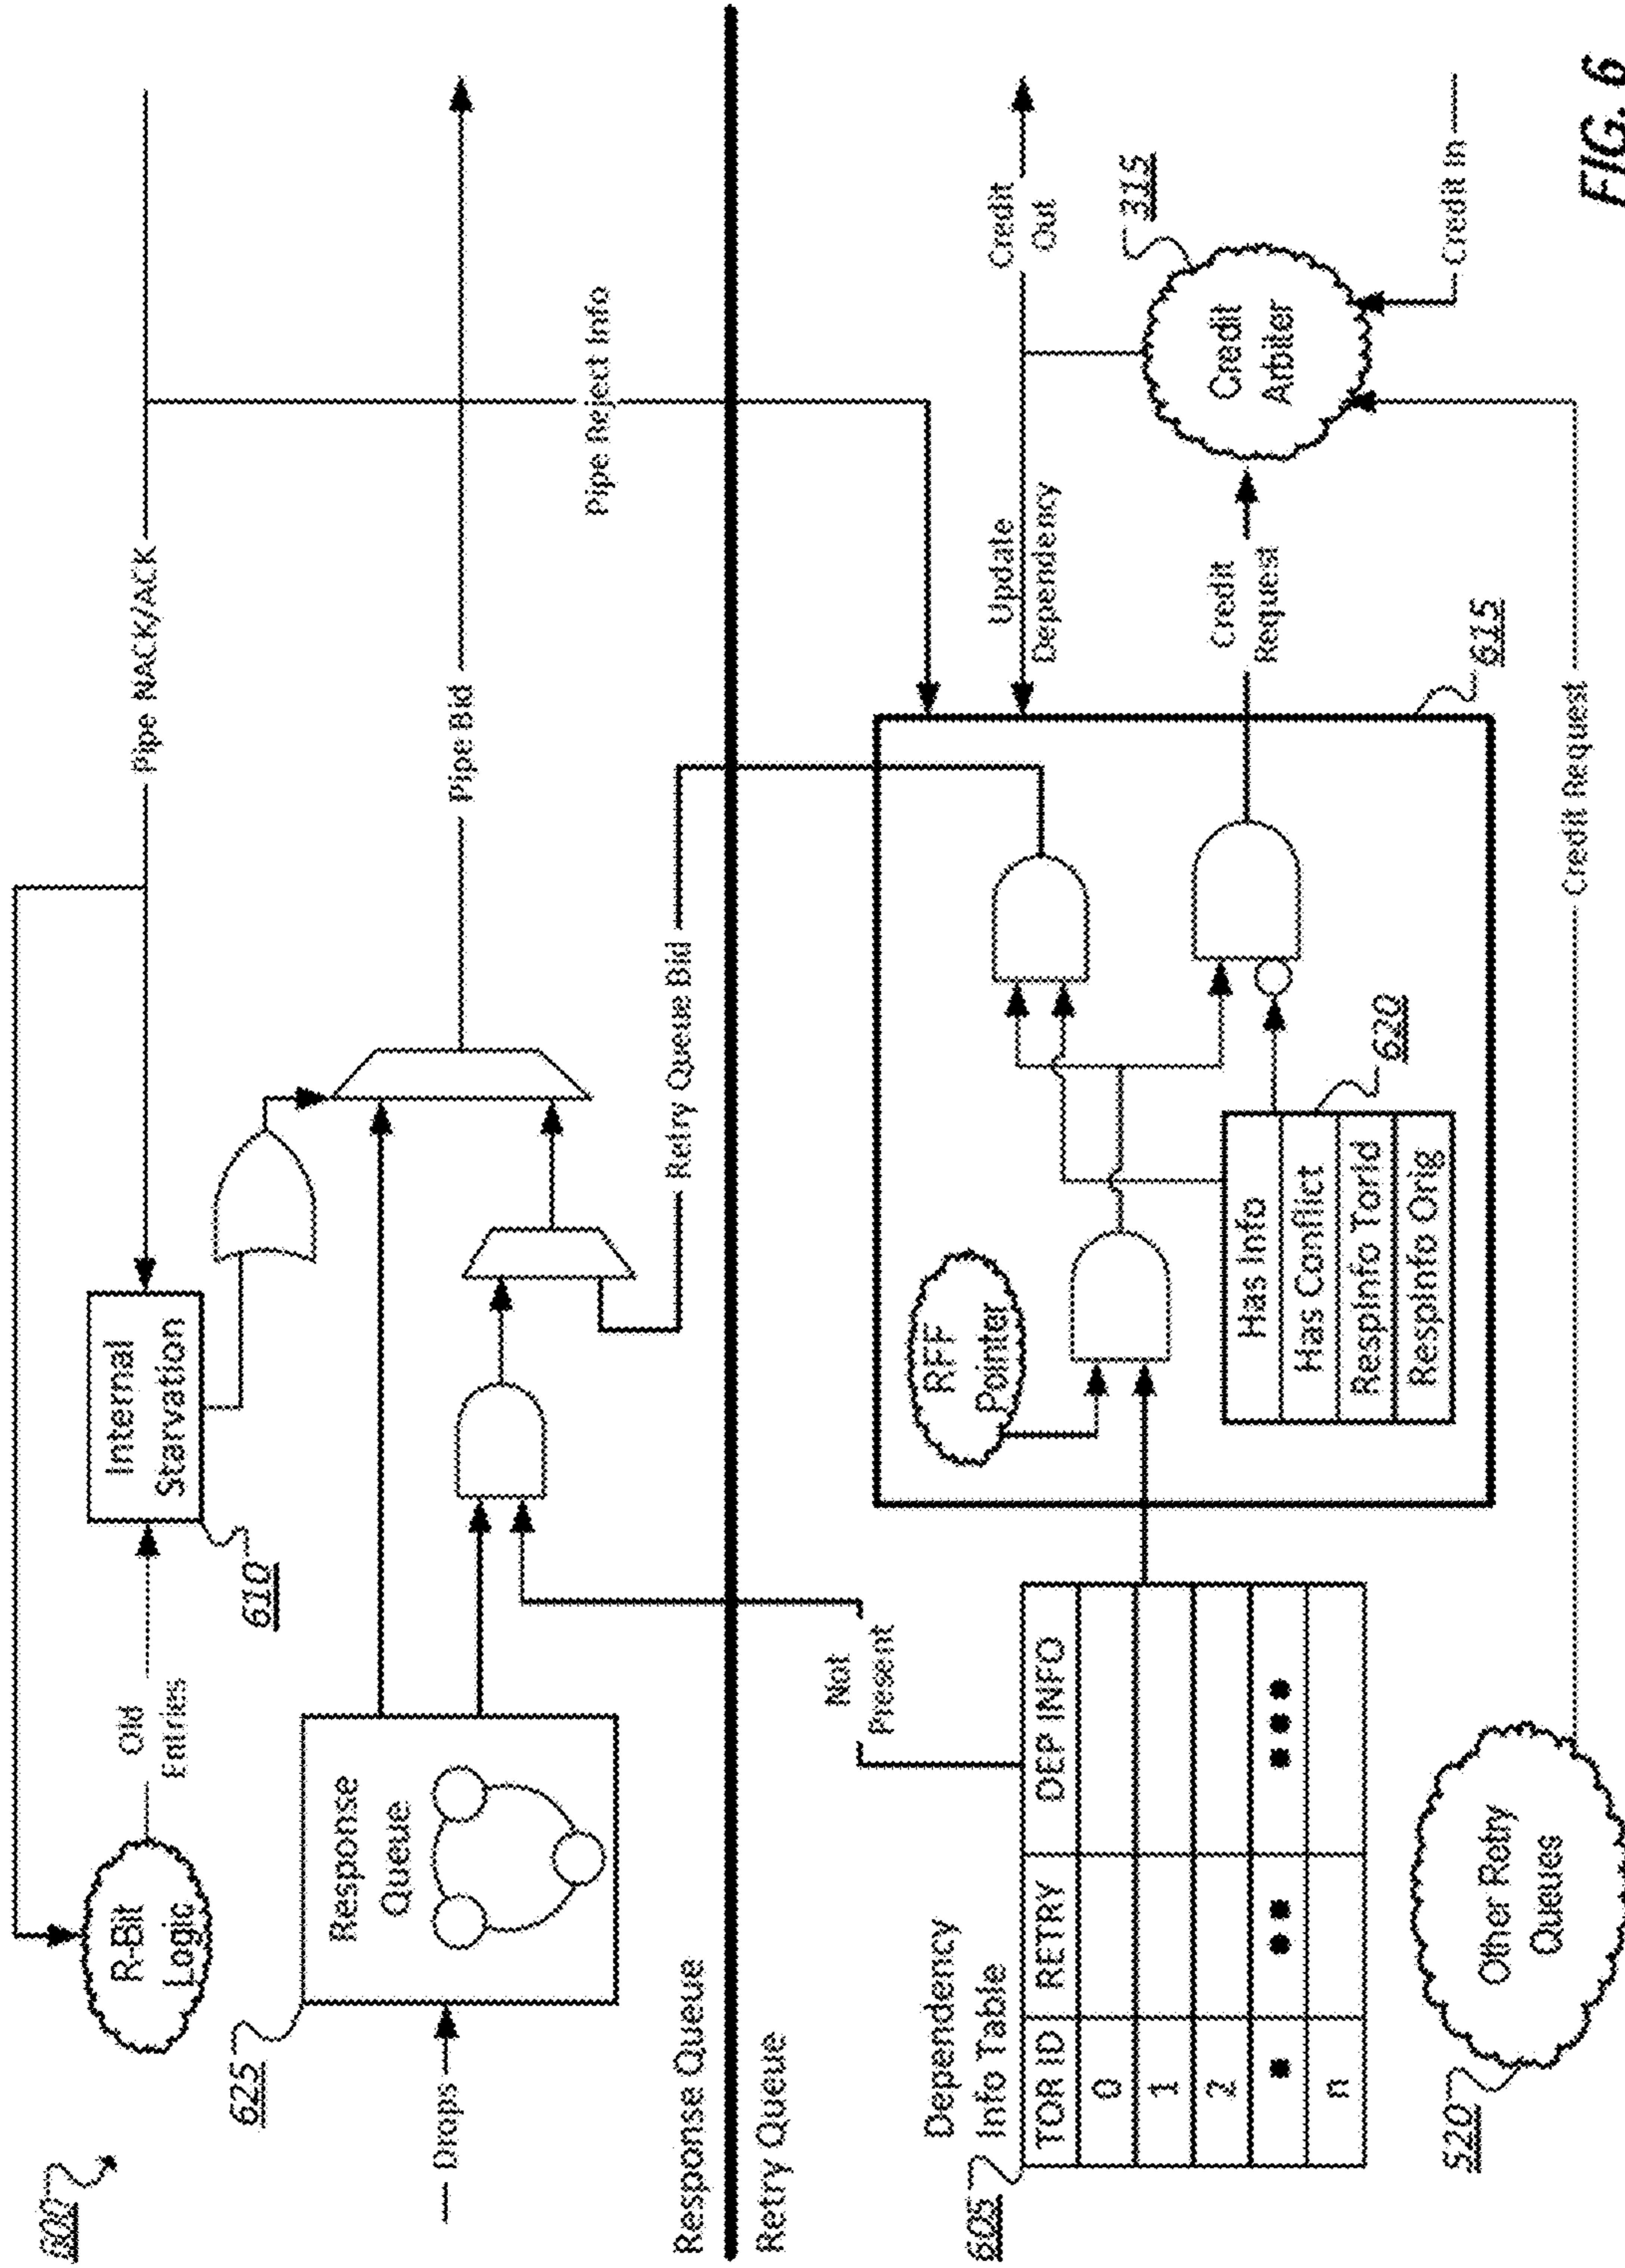 600
R-Bit
Logic
Old
Entries
Internal
Starvation
610
Pipe NACK/ACK
625
Response
Queue
Drops
Pipe Bid
Retry Queue Bid
Pipe Reject Info
Response Queue
Retry Queue
Not
Present
Dependency
Info Table
605
TOR ID
RETRY
DEP INFO
0
1
2
n
RFF
Pointer
Has Info
Has Conflict
RespInfo TorId
RespInfo Orig
620
615
Update
Dependency
Credit
Out
Credit
Request
Credit
Arbiter
315
Credit In
Other Retry
Queues
520
Credit Request
FIG. 6